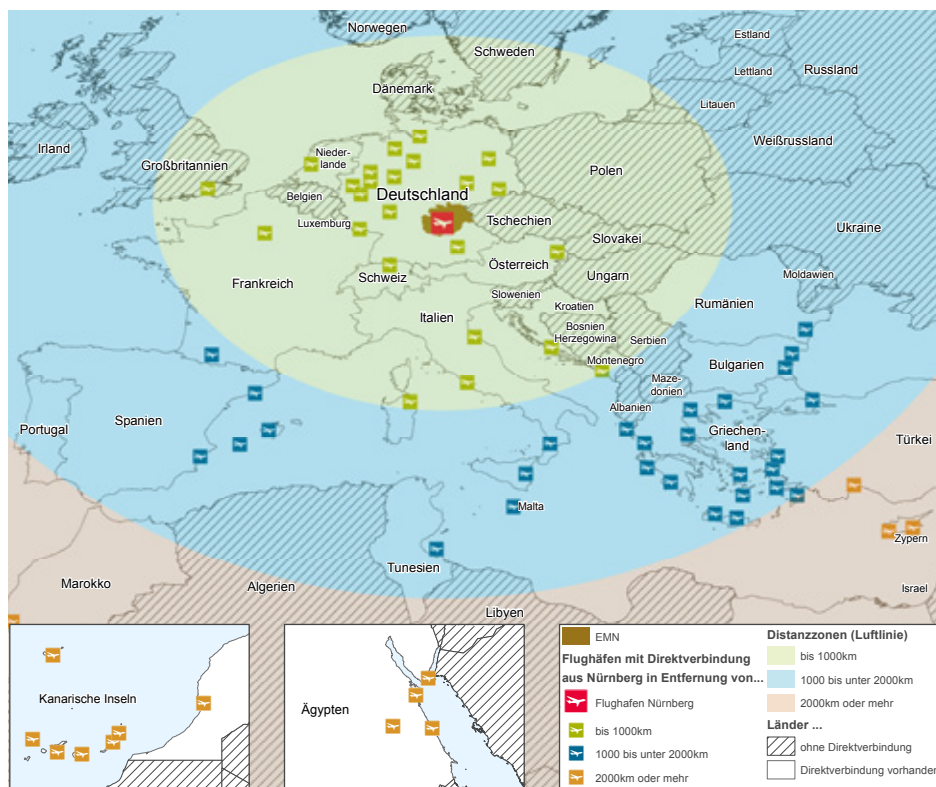 Norwegen
Schweden
Estland
Lettland
Russland
Dänemark
Litauen
Irland
Großbritannien
Nieder-
lande
Weißrussland
Polen
Belgien
Deutschland
Luxemburg
Tschechien
Ukraine
Slovakei
Frankreich
Schweiz
Österreich
Ungarn
Moldawien
Slowenien
Rumänien
Kroatien
Italien
Bosnien
Herzegowina
Serbien
Montenegro
Bulgarien
Maze-
donien
Albanien
Portugal
Spanien
Griechen-
land
Türkei
Malta
Zypern
Tunesien
Marokko
Algerien
Israel
Libyen
Kanarische Inseln
Ägypten
EMN
Flughäfen mit Direktverbindung
aus Nürnberg in Entfernung von...
Flughafen Nürnberg
bis 1000km
1000 bis unter 2000km
2000km oder mehr
Distanzzonen (Luftlinie)
bis 1000km
1000 bis unter 2000km
2000km oder mehr
Länder ...
ohne Direktverbindung
Direktverbindung vorhanden